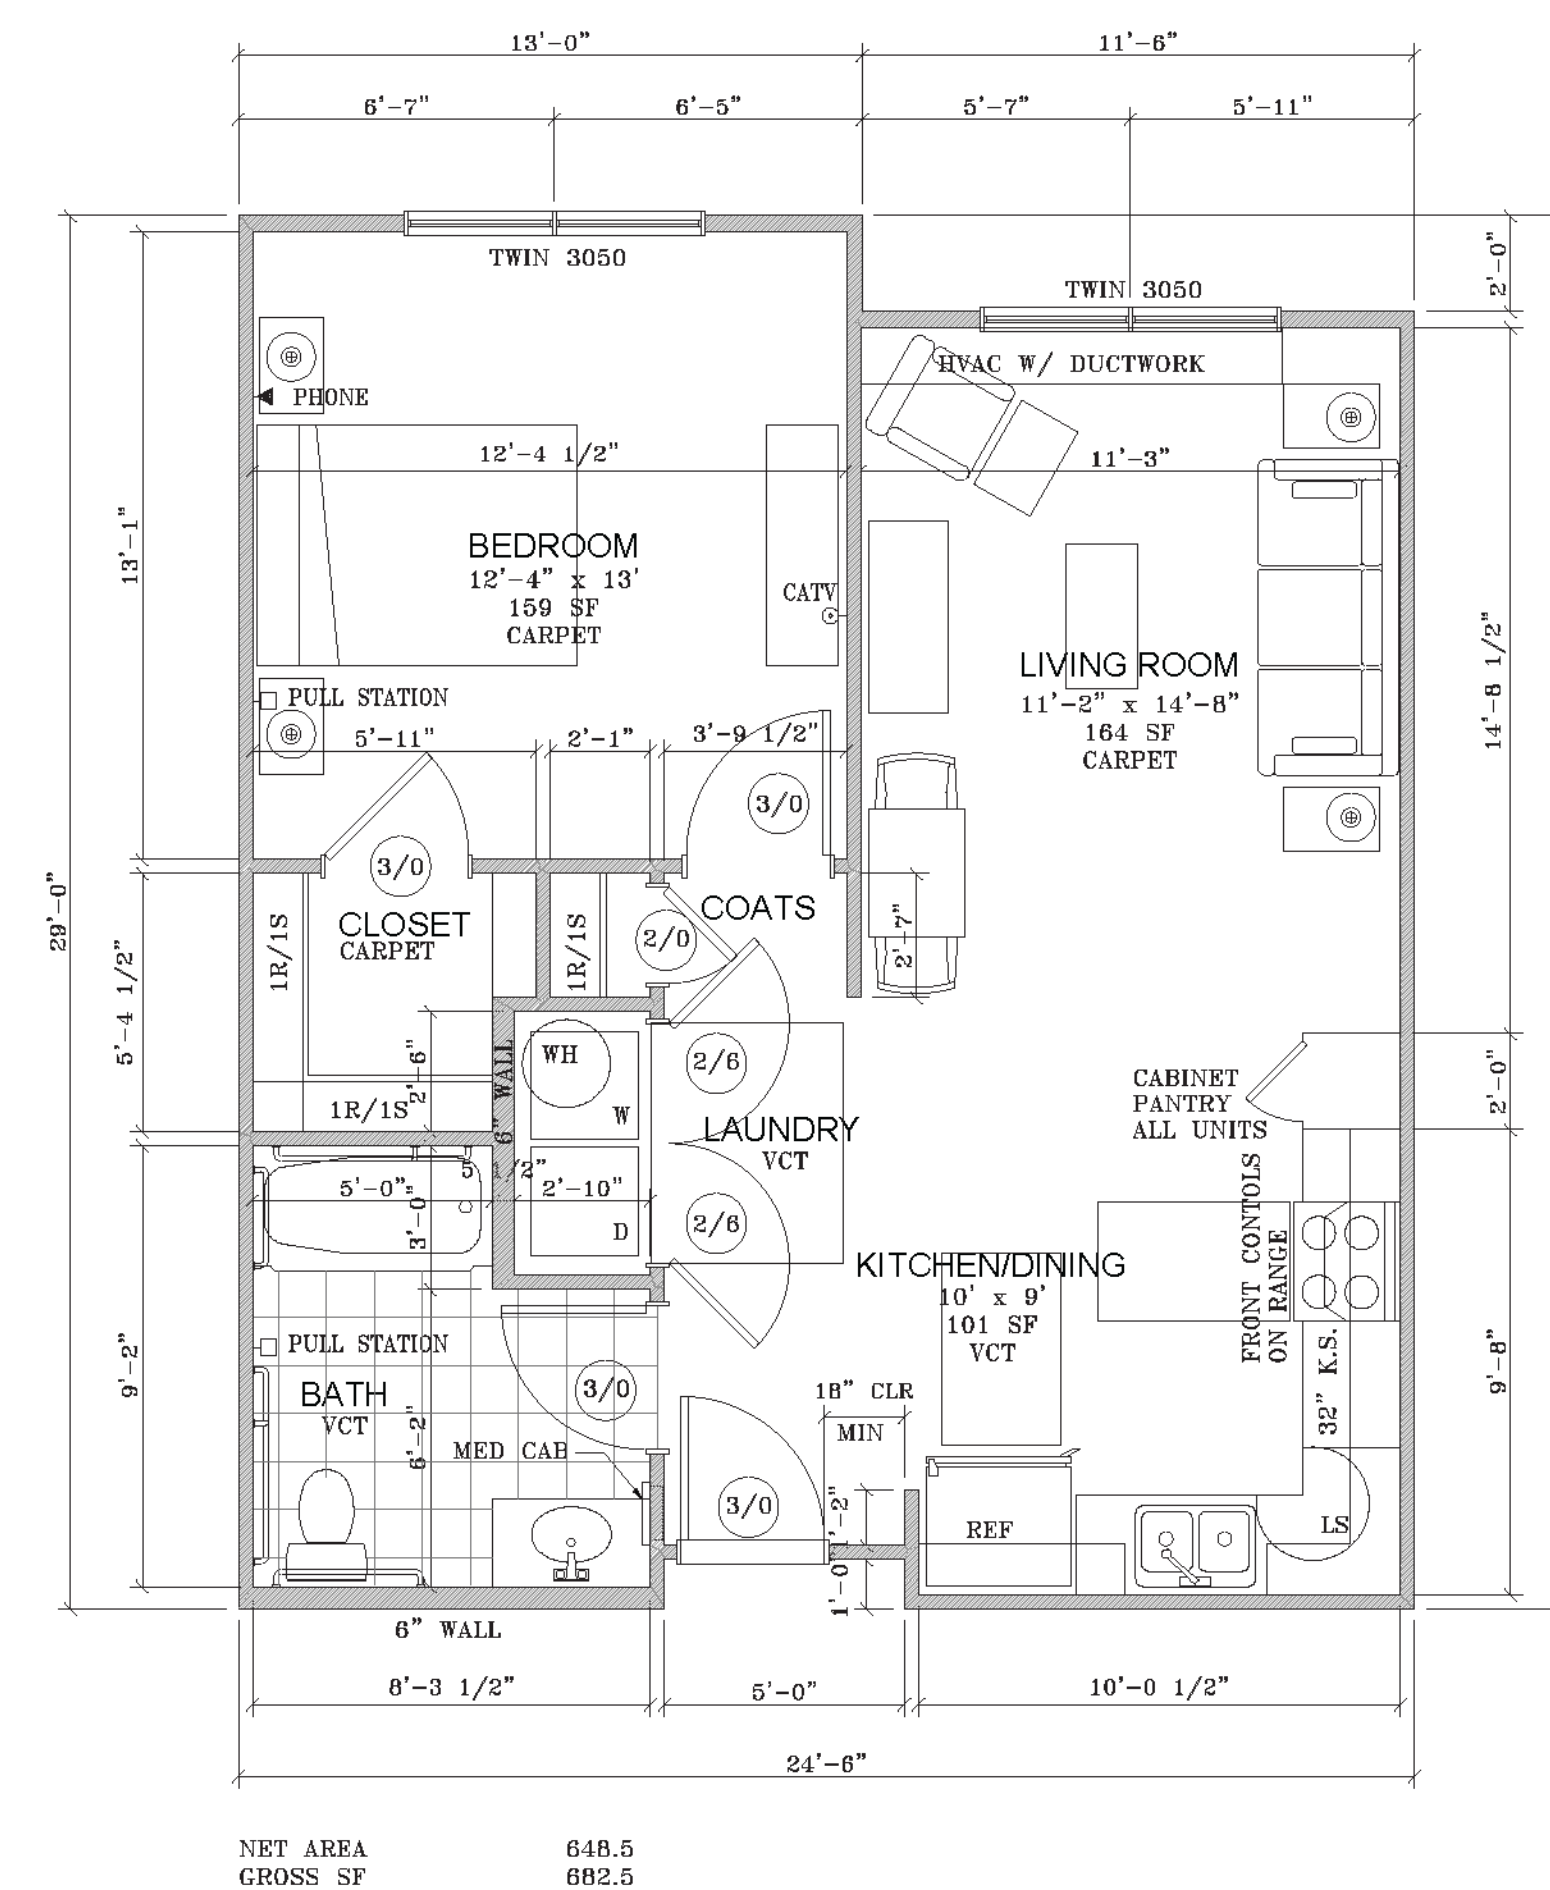 13'-0" 11'-6"
6'-7" 6'-5" 5'-7" 5'-11"
TWIN 3050
2'-0"
TWIN 3050
HVAC W/ DUCTWORK
PHONE
12'-4 1/2" 11'-3"
13'-1"
BEDROOM
12'-4" x 13'
159 SF
CARPET
CATV
LIVING ROOM
11'-2" x 14'-8"
164 SF
CARPET
14'-8 1/2"
PULL STATION
5'-11" 2'-1" 3'-9 1/2"
3/0
3/0
29'-0"
CLOSET
CARPET
1R/1S
1R/1S
COATS
2/0
2'-7"
5'-4 1/2"
2'-6"
6" WALL
WH
2/6
W
1R/1S
CABINET
PANTRY
ALL UNITS
2'-0"
LAUNDRY
VCT
5 1/2"
5'-0" 2'-10"
3'-0"
D
2/6
FRONT CONTOLS
ON RANGE
KITCHEN/DINING
10' x 9'
101 SF
VCT
PULL STATION
9'-2"
BATH
VCT
3/0
6'-2"
18" CLR
MIN
32" K.S.
9'-8"
MED CAB
3/0
1'-2"
REF
LS
1'-0"
6" WALL
8'-3 1/2" 5'-0" 10'-0 1/2"
24'-6"
NET AREA 648.5
GROSS SF 682.5